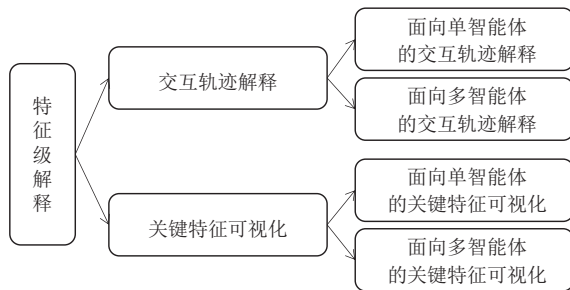 特征级解释
交互轨迹解释
面向单智能体
的交互轨迹解释
面向多智能体
的交互轨迹解释
关键特征可视化
面向单智能体
的关键特征可视化
面向多智能体
的关键特征可视化